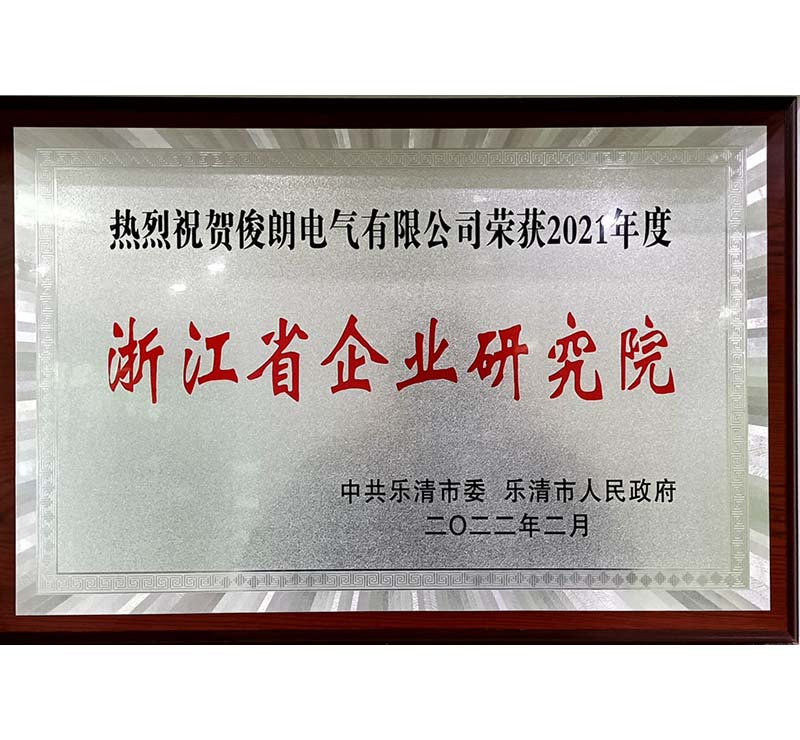 热烈祝贺俊朗电气有限公司荣获2021年度
浙江省企业研究院
中共乐清市委 乐清市人民政府
二〇二二年二月